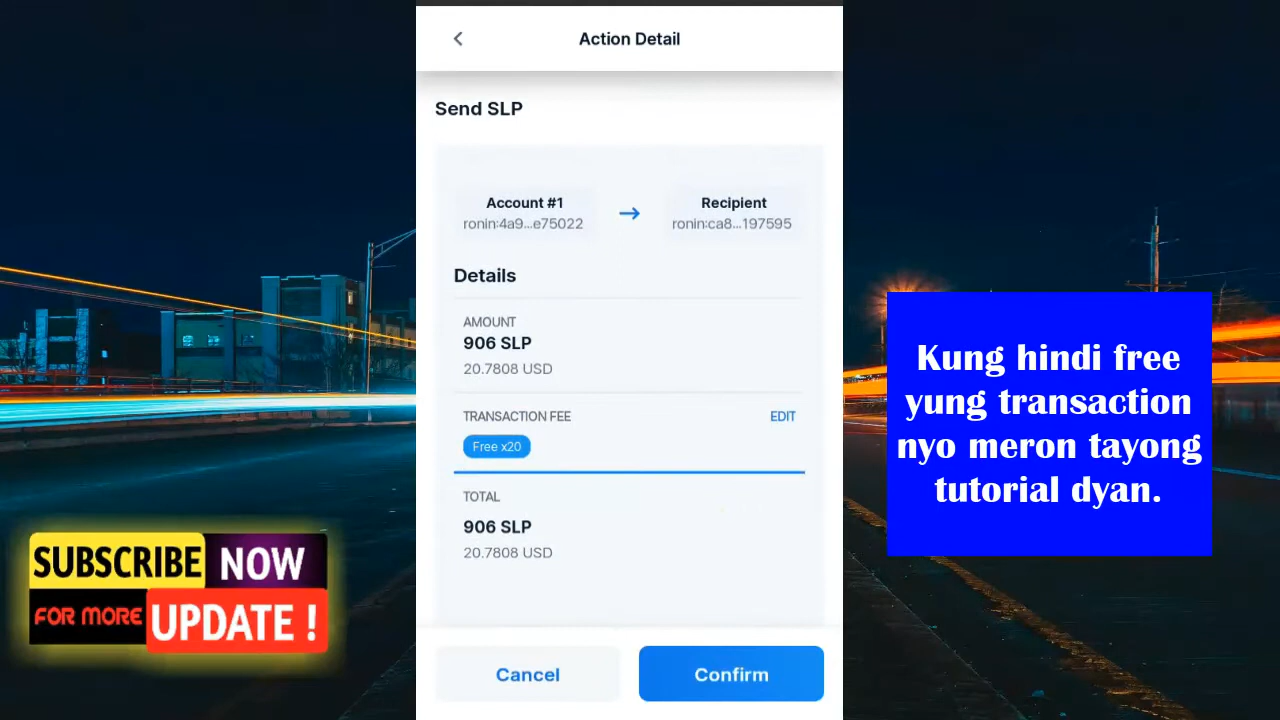 Action Detail
Send SLP
Account #1
ronin:4a9...e75022
Recipient
ronin:ca8...197595
Details
AMOUNT
906 SLP
20.7808 USD
TRANSACTION FEE
EDIT
Free x20
TOTAL
906 SLP
20.7808 USD
Cancel
Confirm
Kung hindi free
yung transaction
nyo meron tayong
tutorial dyan.
SUBSCRIBE NOW
FOR MORE UPDATE !